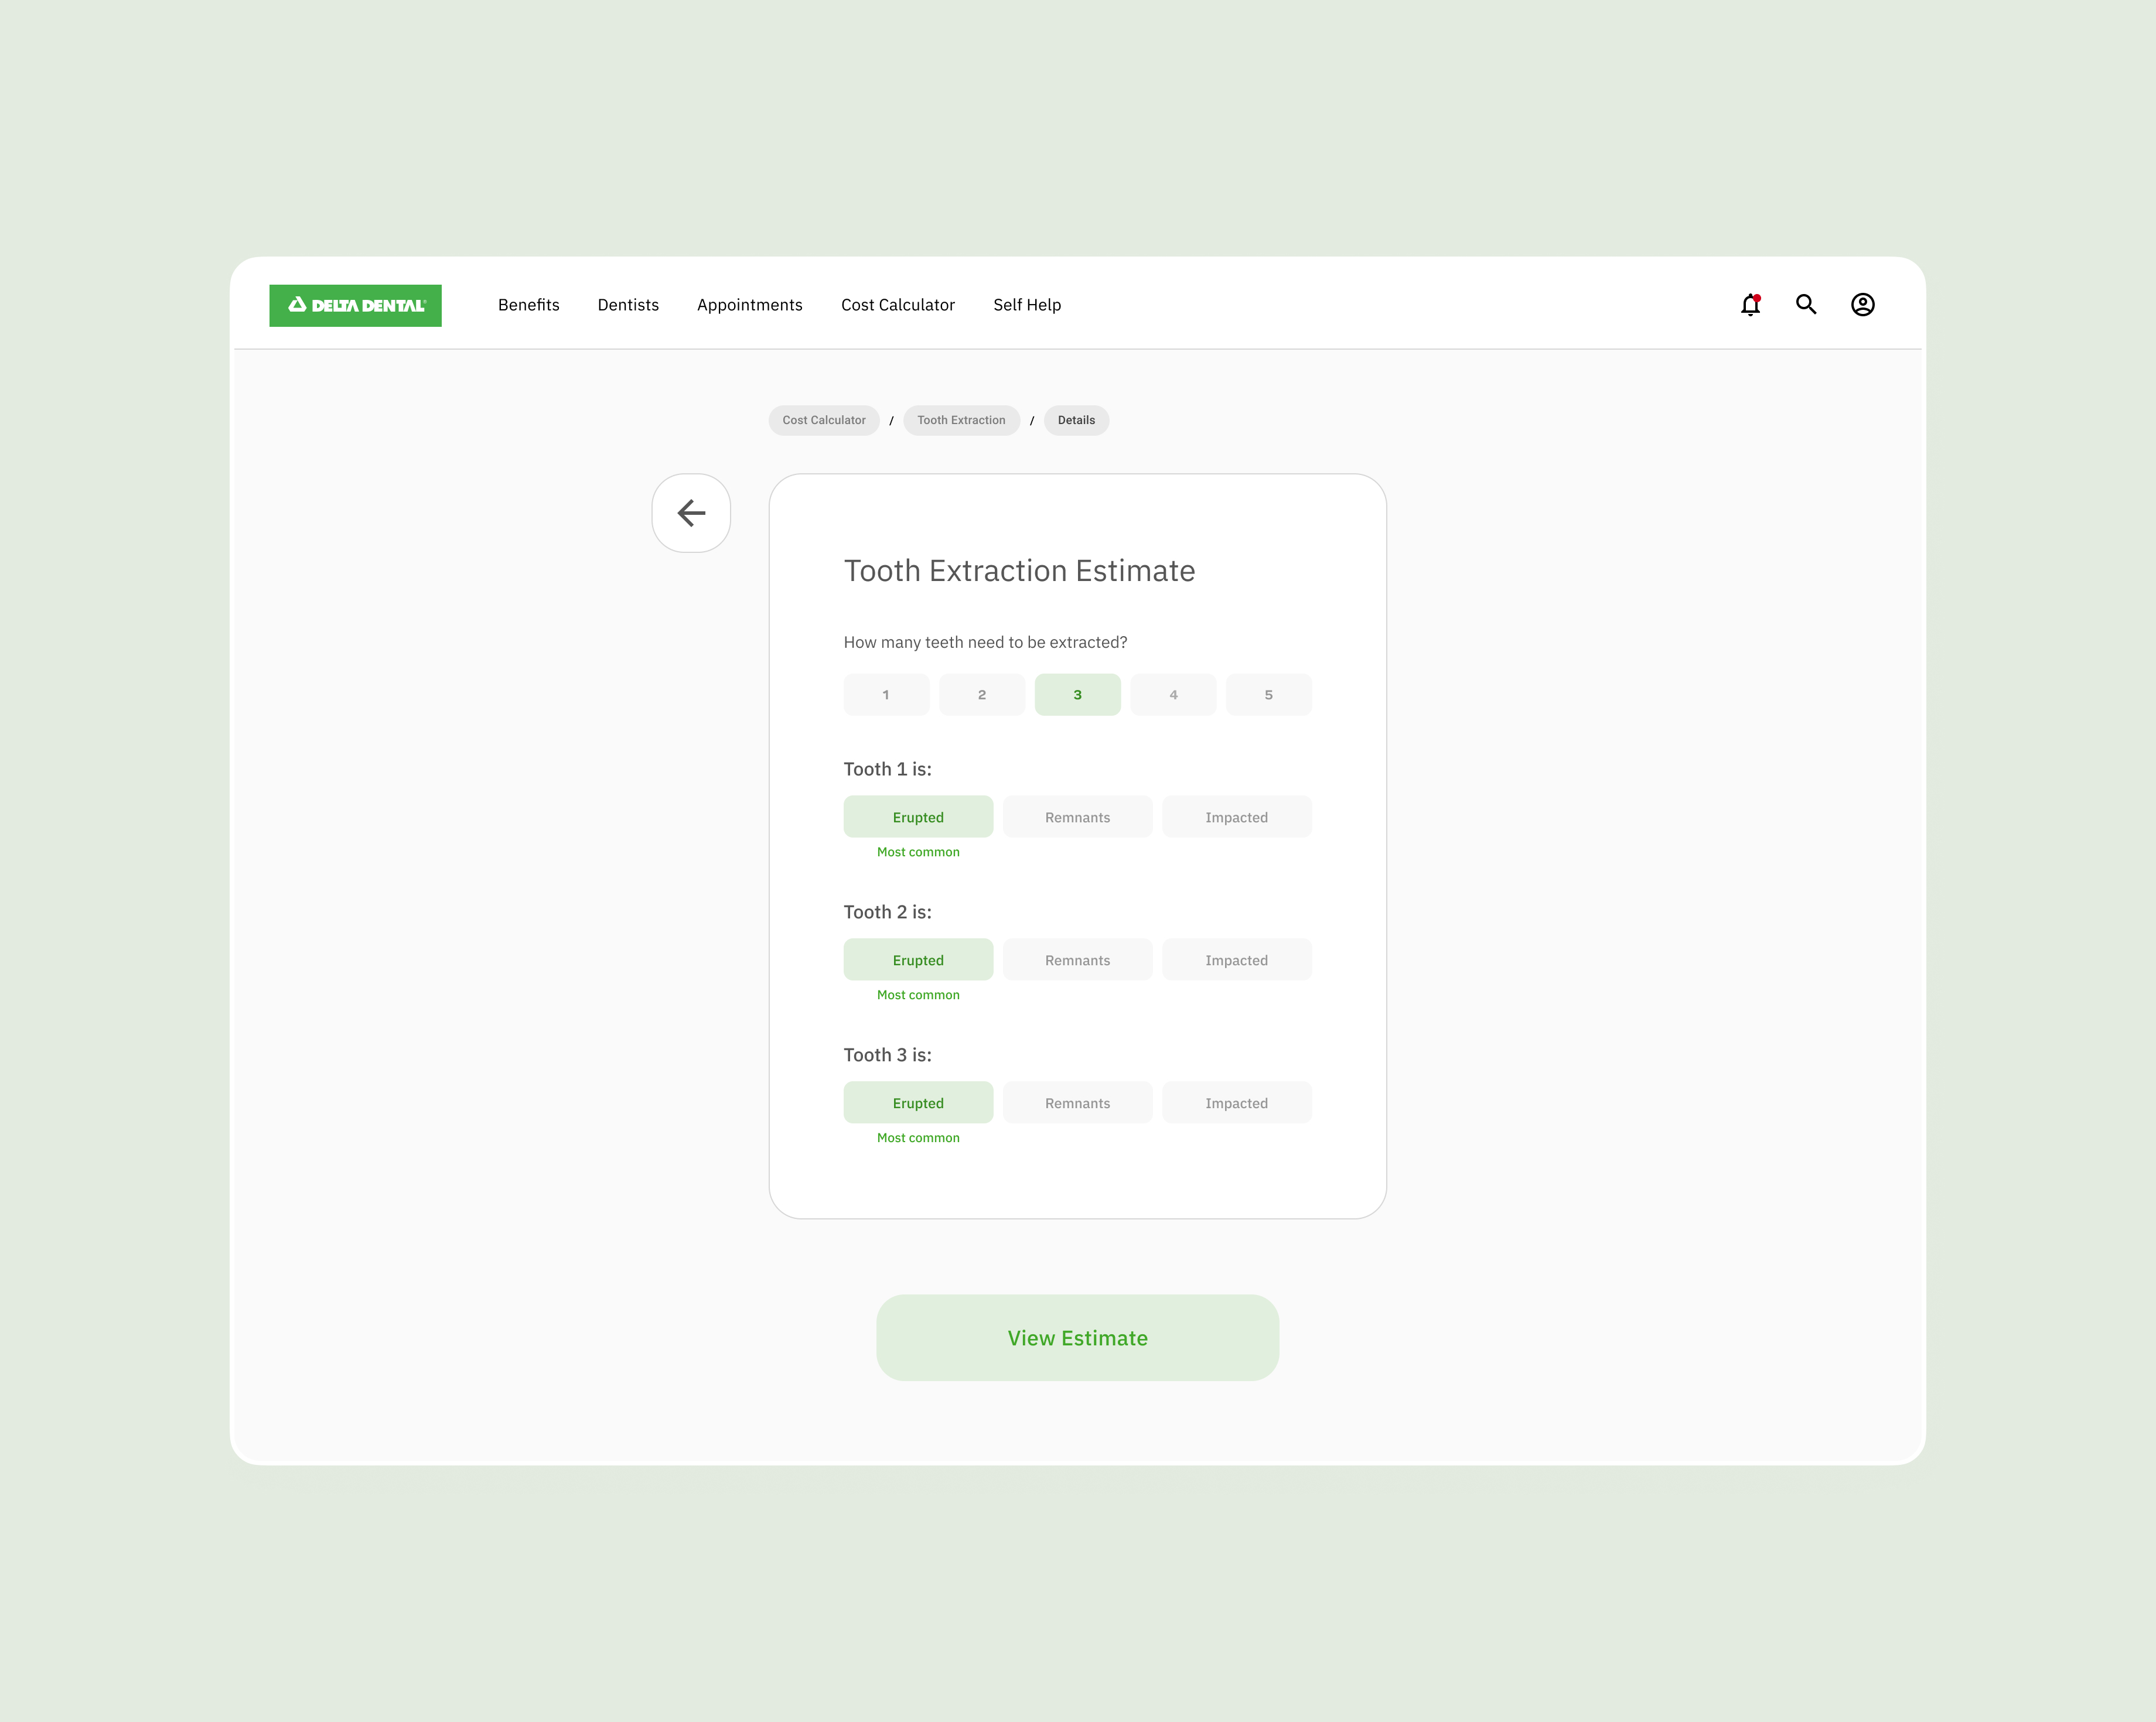 DELTA DENTAL
Benefits Dentists Appointments Cost Calculator Self Help
Cost Calculator / Tooth Extraction / Details
Tooth Extraction Estimate
How many teeth need to be extracted?
1 2 3 4 5
Tooth 1 is:
Erupted Remnants Impacted
Most common
Tooth 2 is:
Erupted Remnants Impacted
Most common
Tooth 3 is:
Erupted Remnants Impacted
Most common
View Estimate